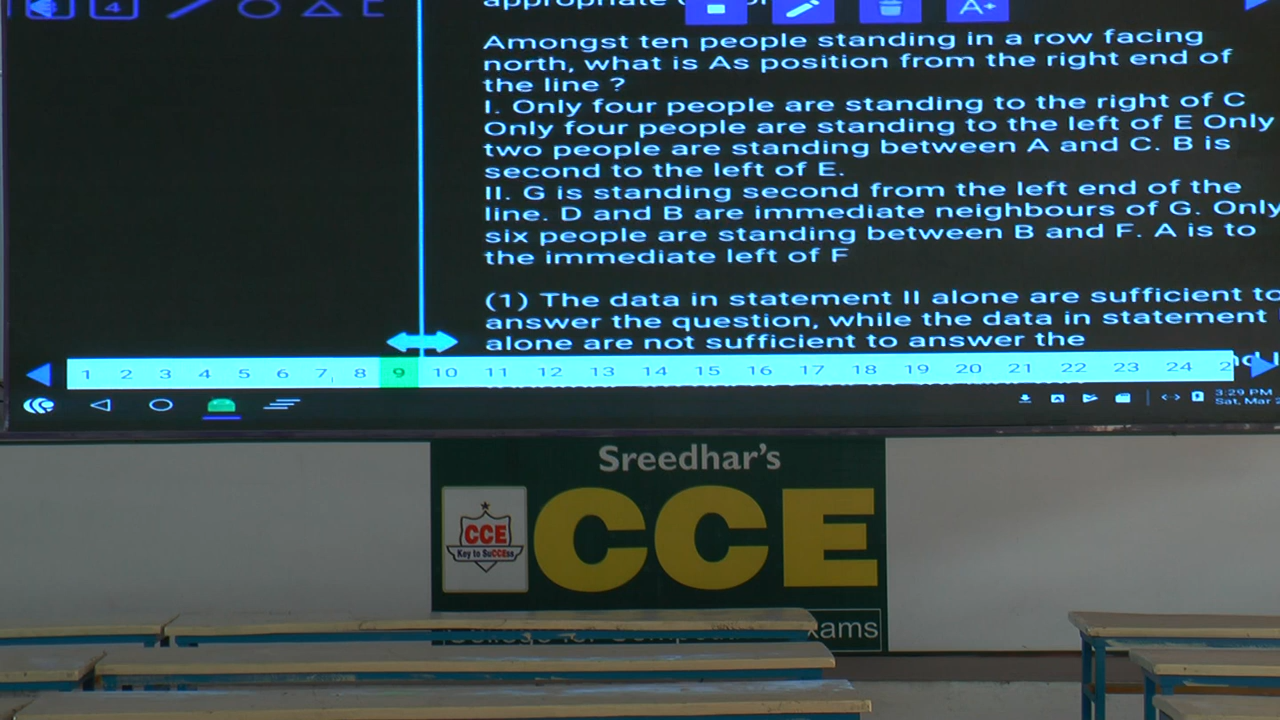 4
appropriate
A+
Amongst ten people standing in a row facing
north, what is As position from the right end of
the line ?
I. Only four people are standing to the right of C
Only four people are standing to the left of E Only
two people are standing between A and C. B is
second to the left of E.
II. G is standing second from the left end of the
line. D and B are immediate neighbours of G. Only
six people are standing between B and F. A is to
the immediate left of F
(1) The data in statement II alone are sufficient to
answer the question, while the data in statement
alone are not sufficient to answer the
1 2 3 4 5 6 7 8 9 10 11 12 13 14 15 16 17 18 19 20 21 22 23 24
3:29 PM
Sat, Mar
Sreedhar's
CCE
CCE
Key to SuCCEss